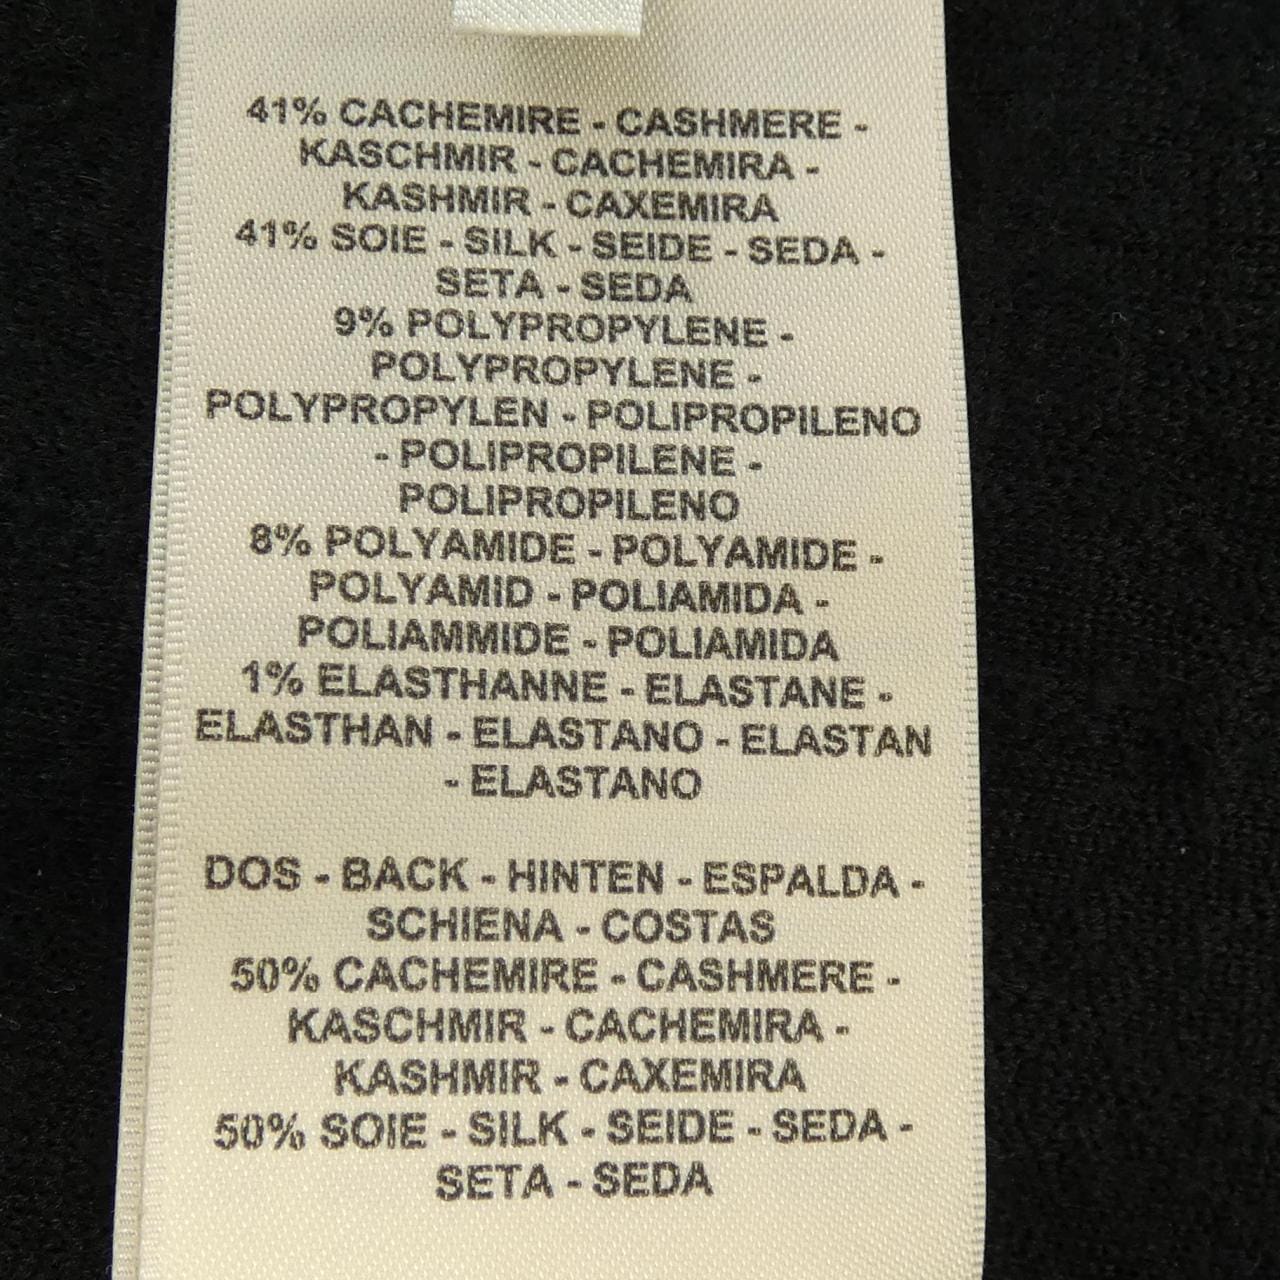 41% CACHEMIRE - CASHMERE -
KASCHMIR - CACHEMIRA -
KASHMIR - CAXEMIRA
41% SOIE - SILK - SEIDE - SEDA -
SETA - SEDA
9% POLYPROPYLENE -
POLYPROPYLENE -
POLYPROPYLEN - POLIPROPILENO
- POLIPROPILENE -
POLIPROPILENO
8% POLYAMIDE - POLYAMIDE -
POLYAMID - POLIAMIDA -
POLIAMMIDE - POLIAMIDA
1% ELASTHANNE - ELASTANE -
ELASTHAN - ELASTANO - ELASTAN
- ELASTANO
DOS - BACK - HINTEN - ESPALDA -
SCHIENA - COSTAS
50% CACHEMIRE - CASHMERE -
KASCHMIR - CACHEMIRA -
KASHMIR - CAXEMIRA
50% SOIE - SILK - SEIDE - SEDA -
SETA - SEDA